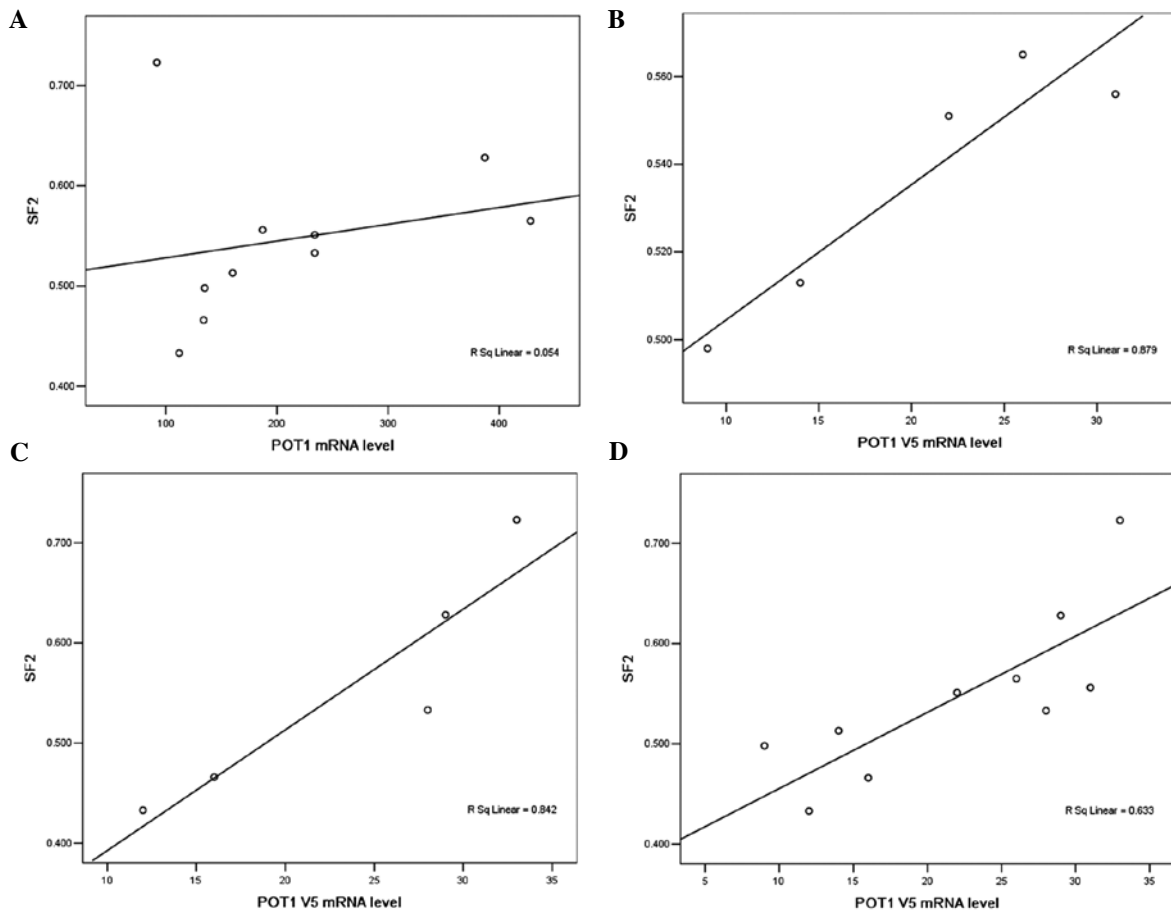 A
0.700
0.600
SF2
0.500
0.400
R Sq Linear = 0.054
100 200 300 400
POT1 mRNA level
B
0.560
0.540
SF2
0.520
0.500
R Sq Linear = 0.879
10 15 20 25 30
POT1 V5 mRNA level
C
0.700
0.600
SF2
0.500
0.400
R Sq Linear = 0.842
10 15 20 25 30 35
POT1 V5 mRNA level
D
0.700
0.600
SF2
0.500
0.400
R Sq Linear = 0.633
5 10 15 20 25 30 35
POT1 V5 mRNA level